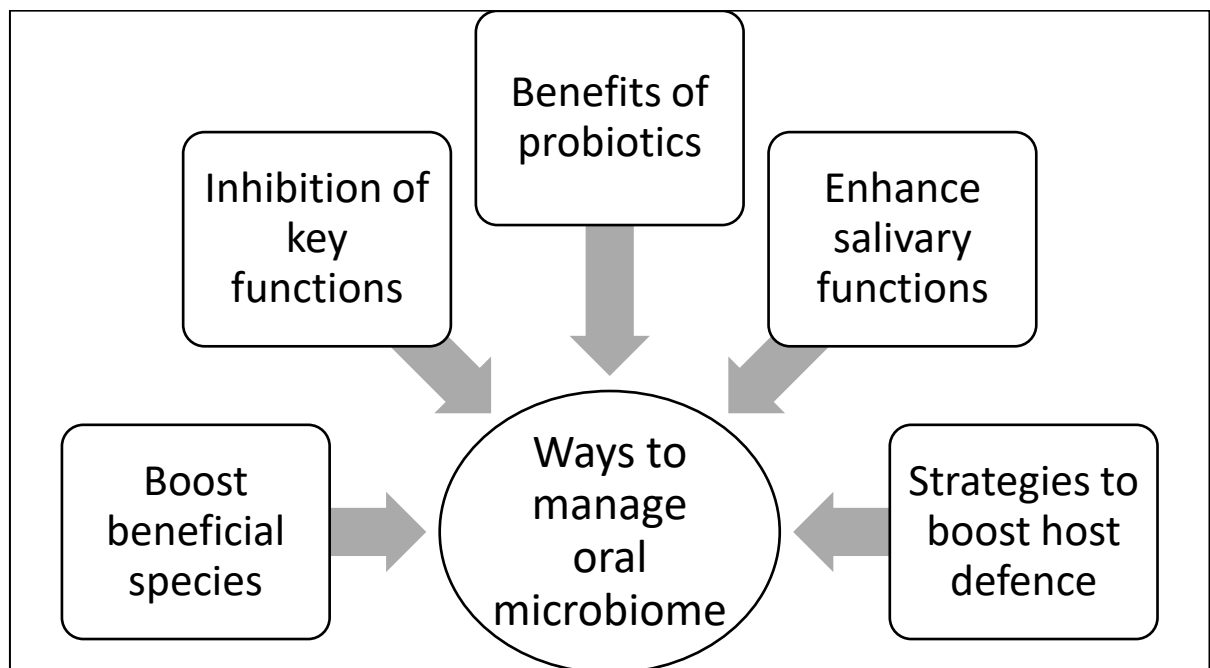 Benefits of
probiotics
Inhibition of
key
functions
Enhance
salivary
functions
Boost
beneficial
species
Ways to
manage
oral
microbiome
Strategies to
boost host
defence